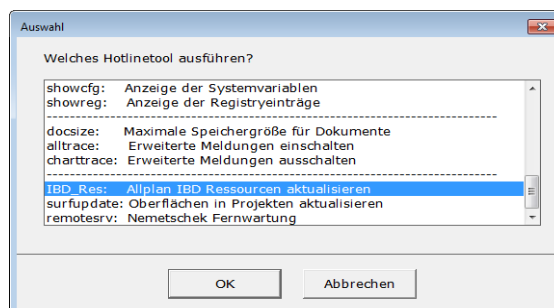 Auswahl
Welches Hotlinetool ausführen?
showcfg: Anzeige der Systemvariablen
showreg: Anzeige der Registryeinträge
--------------------------------------------------------------------------------
docsize: Maximale Speichergröße für Dokumente
alltrace: Erweiterte Meldungen einschalten
charttrace: Erweiterte Meldungen ausschalten
--------------------------------------------------------------------------------
IBD_Res: Allplan IBD Ressourcen aktualisieren
surfupdate: Oberflächen in Projekten aktualisieren
remotesrv: Nemetschek Fernwartung
OK Abbrechen